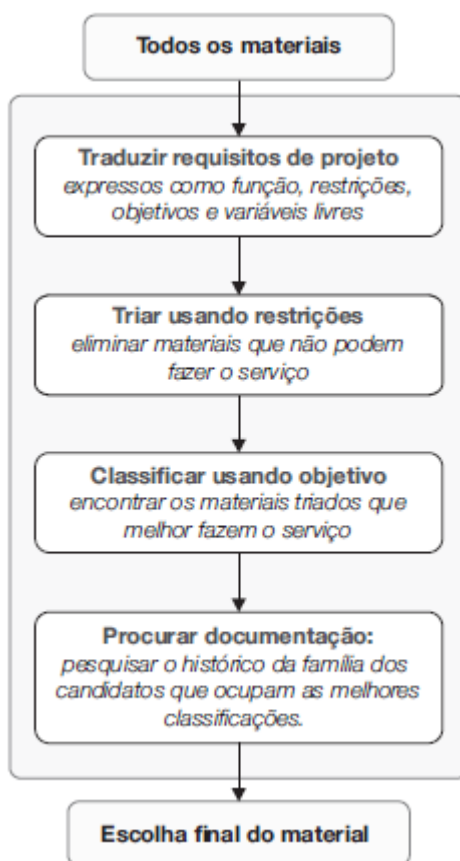 Todos os materiais
Traduzir requisitos de projeto
expressos como função, restrições,
objetivos e variáveis livres
Triar usando restrições
eliminar materiais que não podem
fazer o serviço
Classificar usando objetivo
encontrar os materiais triados que
melhor fazem o serviço
Procurar documentação:
pesquisar o histórico da família dos
candidatos que ocupam as melhores
classificações.
Escolha final do material